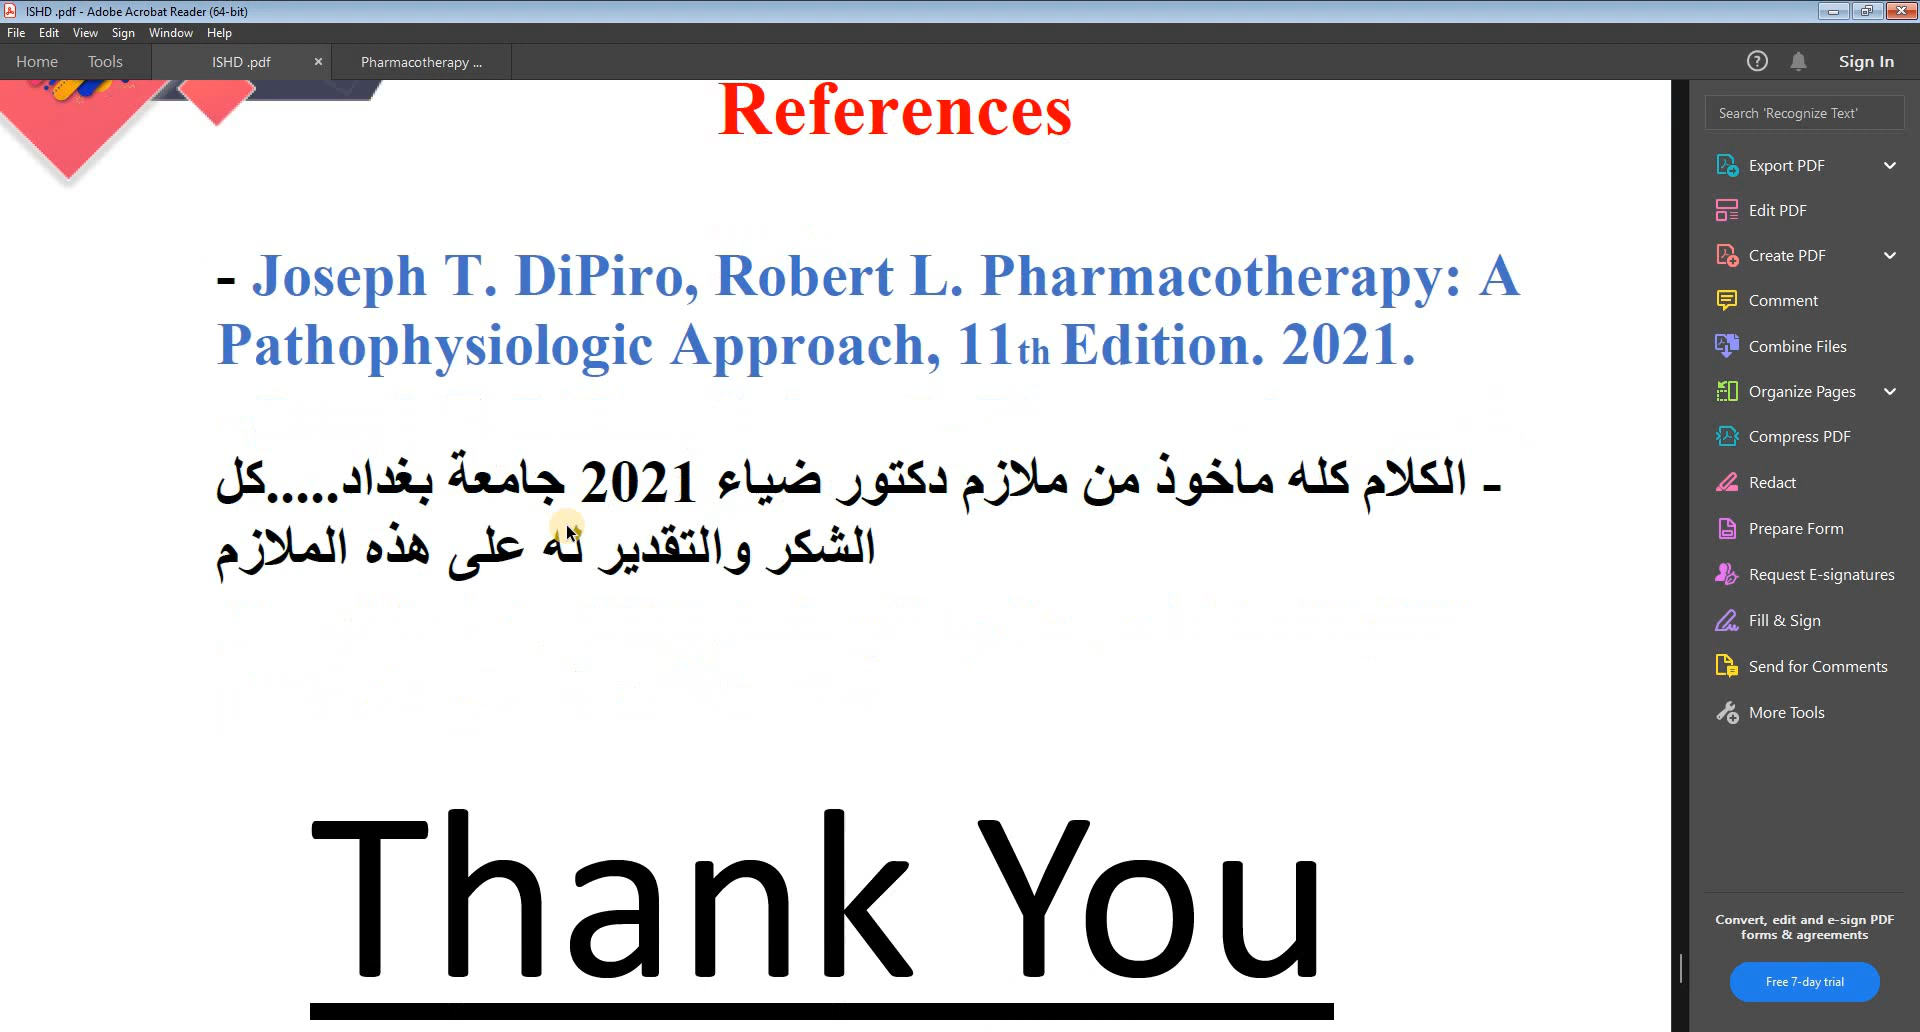 ISHD .pdf - Adobe Acrobat Reader (64-bit)
File Edit View Sign Window Help
Home Tools ISHD .pdf Pharmacotherapy ... Sign In
References
- Joseph T. DiPiro, Robert L. Pharmacotherapy: A
Pathophysiologic Approach, 11th Edition. 2021.
- الكلام كله ماخوذ من ملازم دكتور ضياء 2021 جامعة بغداد.....كل
الشكر والتقدير له على هذه الملازم
Thank You
Search 'Recognize Text'
Export PDF
Edit PDF
Create PDF
Comment
Combine Files
Organize Pages
Compress PDF
Redact
Prepare Form
Request E-signatures
Fill & Sign
Send for Comments
More Tools
Convert, edit and e-sign PDF
forms & agreements
Free 7-day trial